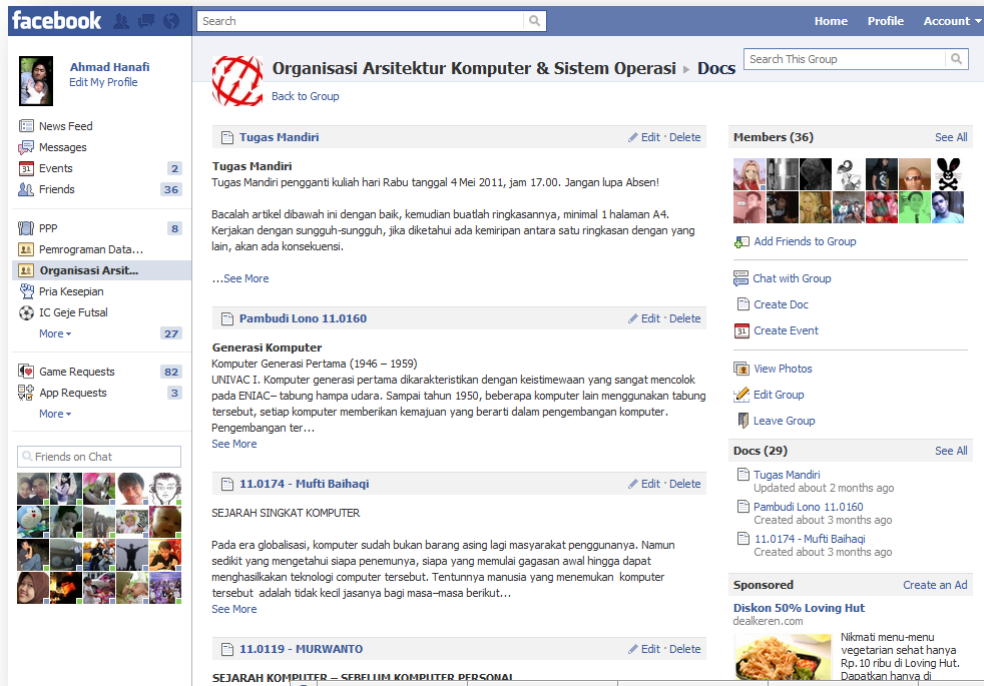 facebook
Search
Home Profile Account
Ahmad Hanafi
Edit My Profile
News Feed
Messages
Events 2
Friends 36
PPP 8
Pemrograman Data...
Organisasi Arsit...
Pria Kesepian
IC Geje Futsal
More 27
Game Requests 82
App Requests 3
More
Friends on Chat
Organisasi Arsitektur Komputer & Sistem Operasi ▸ Docs
Back to Group
Search This Group
Tugas Mandiri
Edit · Delete
Tugas Mandiri
Tugas Mandiri pengganti kuliah hari Rabu tanggal 4 Mei 2011, jam 17.00. Jangan lupa Absen!
Bacalah artikel dibawah ini dengan baik, kemudian buatlah ringkasannya, minimal 1 halaman A4.
Kerjakan dengan sungguh-sungguh, jika diketahui ada kemiripan antara satu ringkasan dengan yang
lain, akan ada konsekuensi.
...See More
Pambudi Lono 11.0160
Edit · Delete
Generasi Komputer
Komputer Generasi Pertama (1946 – 1959)
UNIVAC I. Komputer generasi pertama dikarakteristikan dengan keistimewaan yang sangat mencolok
pada ENIAC– tabung hampa udara. Sampai tahun 1950, beberapa komputer lain menggunakan tabung
tersebut, setiap komputer memberikan kemajuan yang berarti dalam pengembangan komputer.
Pengembangan ter...
See More
11.0174 - Mufti Baihaqi
Edit · Delete
SEJARAH SINGKAT KOMPUTER
Pada era globalisasi, komputer sudah bukan barang asing lagi masyarakat penggunanya. Namun
sedikit yang mengetahui siapa penemunya, siapa yang memulai gagasan awal hingga dapat
menghasilkakan teknologi computer tersebut. Tentunnya manusia yang menemukan komputer
tersebut adalah tidak kecil jasanya bagi masa–masa berikut...
See More
11.0119 - MURWANTO
Edit · Delete
SEJARAH KOMPUTER – SEBELUM KOMPUTER PERSONAL
Members (36) See All
Add Friends to Group
Chat with Group
Create Doc
31 Create Event
View Photos
Edit Group
Leave Group
Docs (29) See All
Tugas Mandiri
Updated about 2 months ago
Pambudi Lono 11.0160
Created about 3 months ago
11.0174 - Mufti Baihaqi
Created about 3 months ago
Sponsored Create an Ad
Diskon 50% Loving Hut
dealkeren.com
Nikmati menu-menu
vegetarian sehat hanya
Rp.10 ribu di Loving Hut.
Dapatkan hanya di